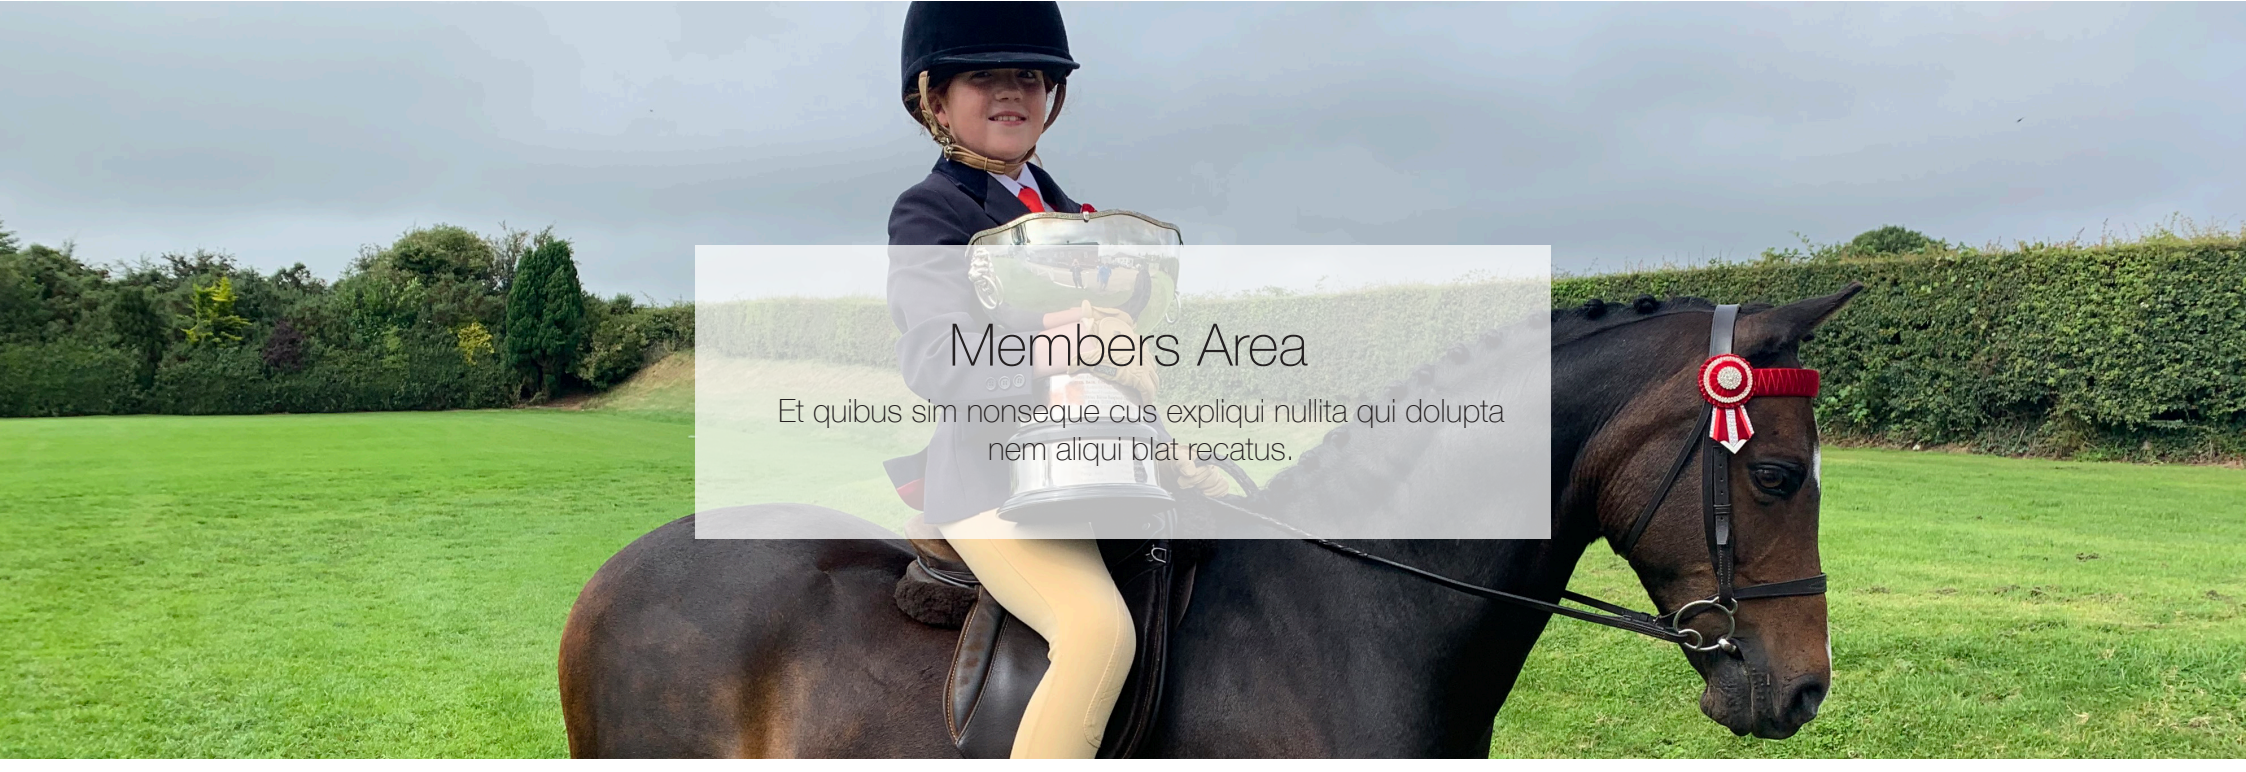 Members Area
Et quibus sim nonseque cus expliqui nullita qui dolupta
nem aliqui blat recatus.